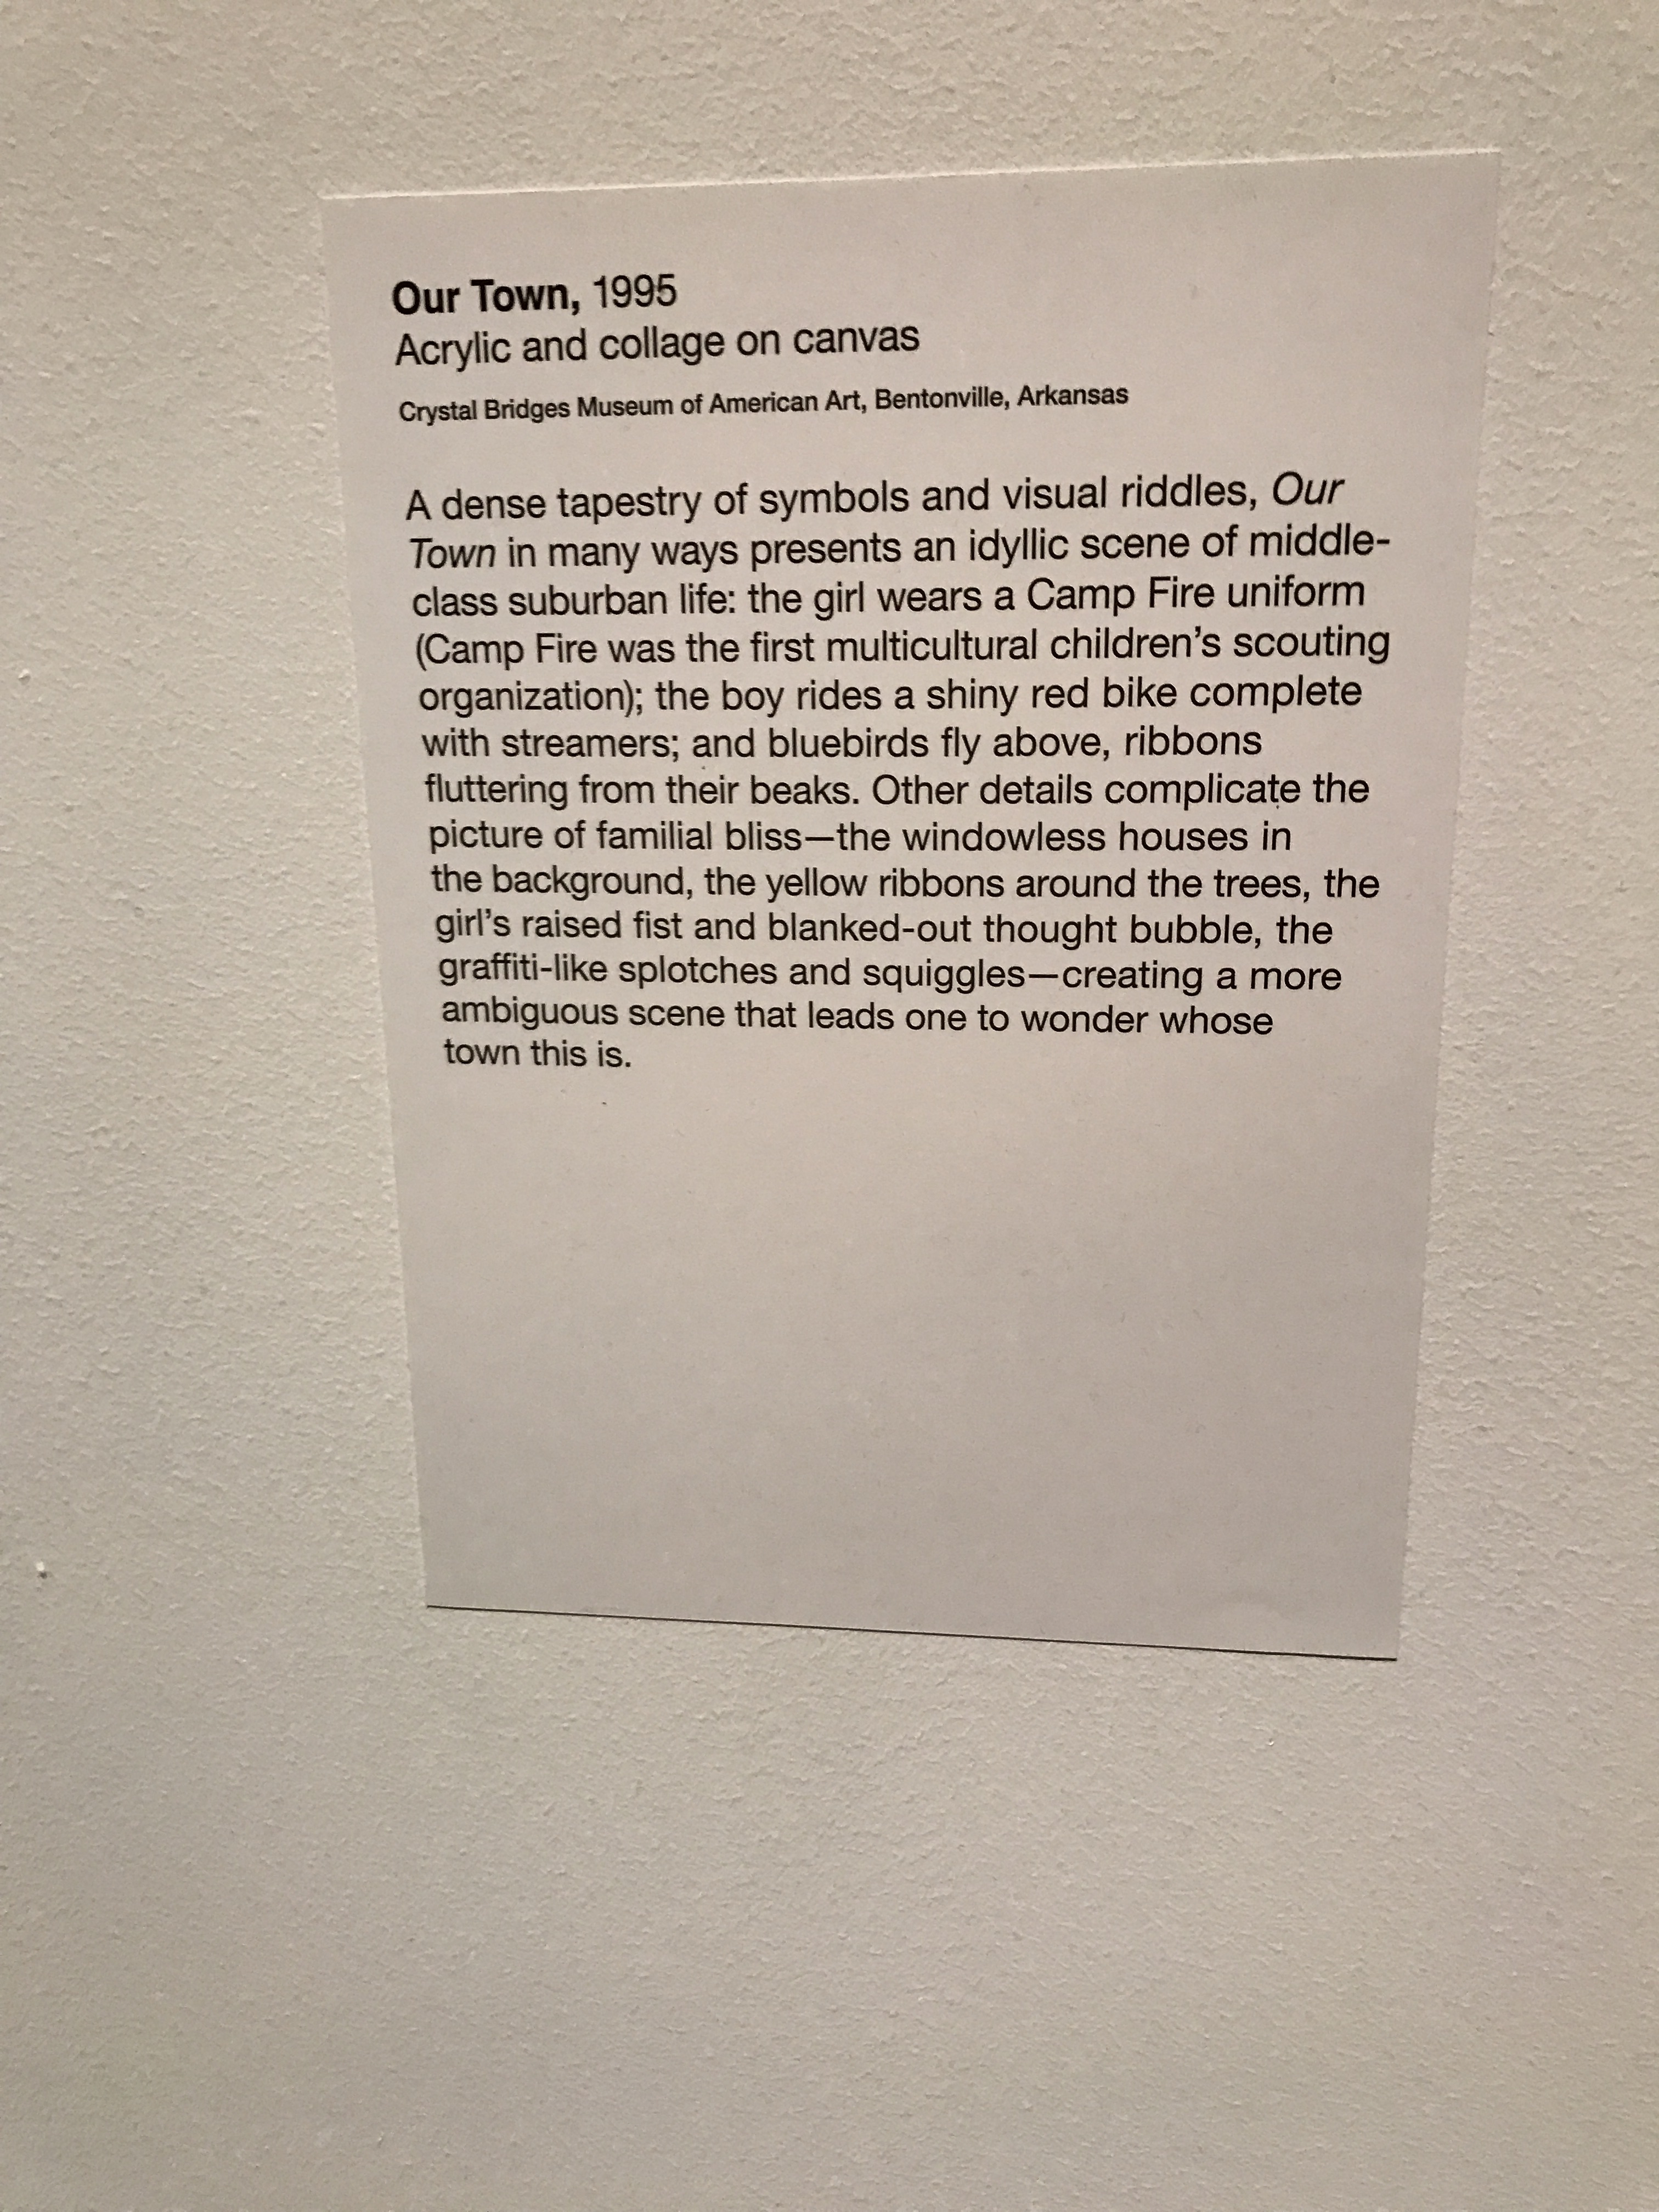 Our Town, 1995
Acrylic and collage on canvas
Crystal Bridges Museum of American Art, Bentonville, Arkansas
A dense tapestry of symbols and visual riddles, Our
Town in many ways presents an idyllic scene of middle-
class suburban life: the girl wears a Camp Fire uniform
(Camp Fire was the first multicultural children’s scouting
organization); the boy rides a shiny red bike complete
with streamers; and bluebirds fly above, ribbons
fluttering from their beaks. Other details complicate the
picture of familial bliss—the windowless houses in
the background, the yellow ribbons around the trees, the
girl’s raised fist and blanked-out thought bubble, the
graffiti-like splotches and squiggles—creating a more
ambiguous scene that leads one to wonder whose
town this is.